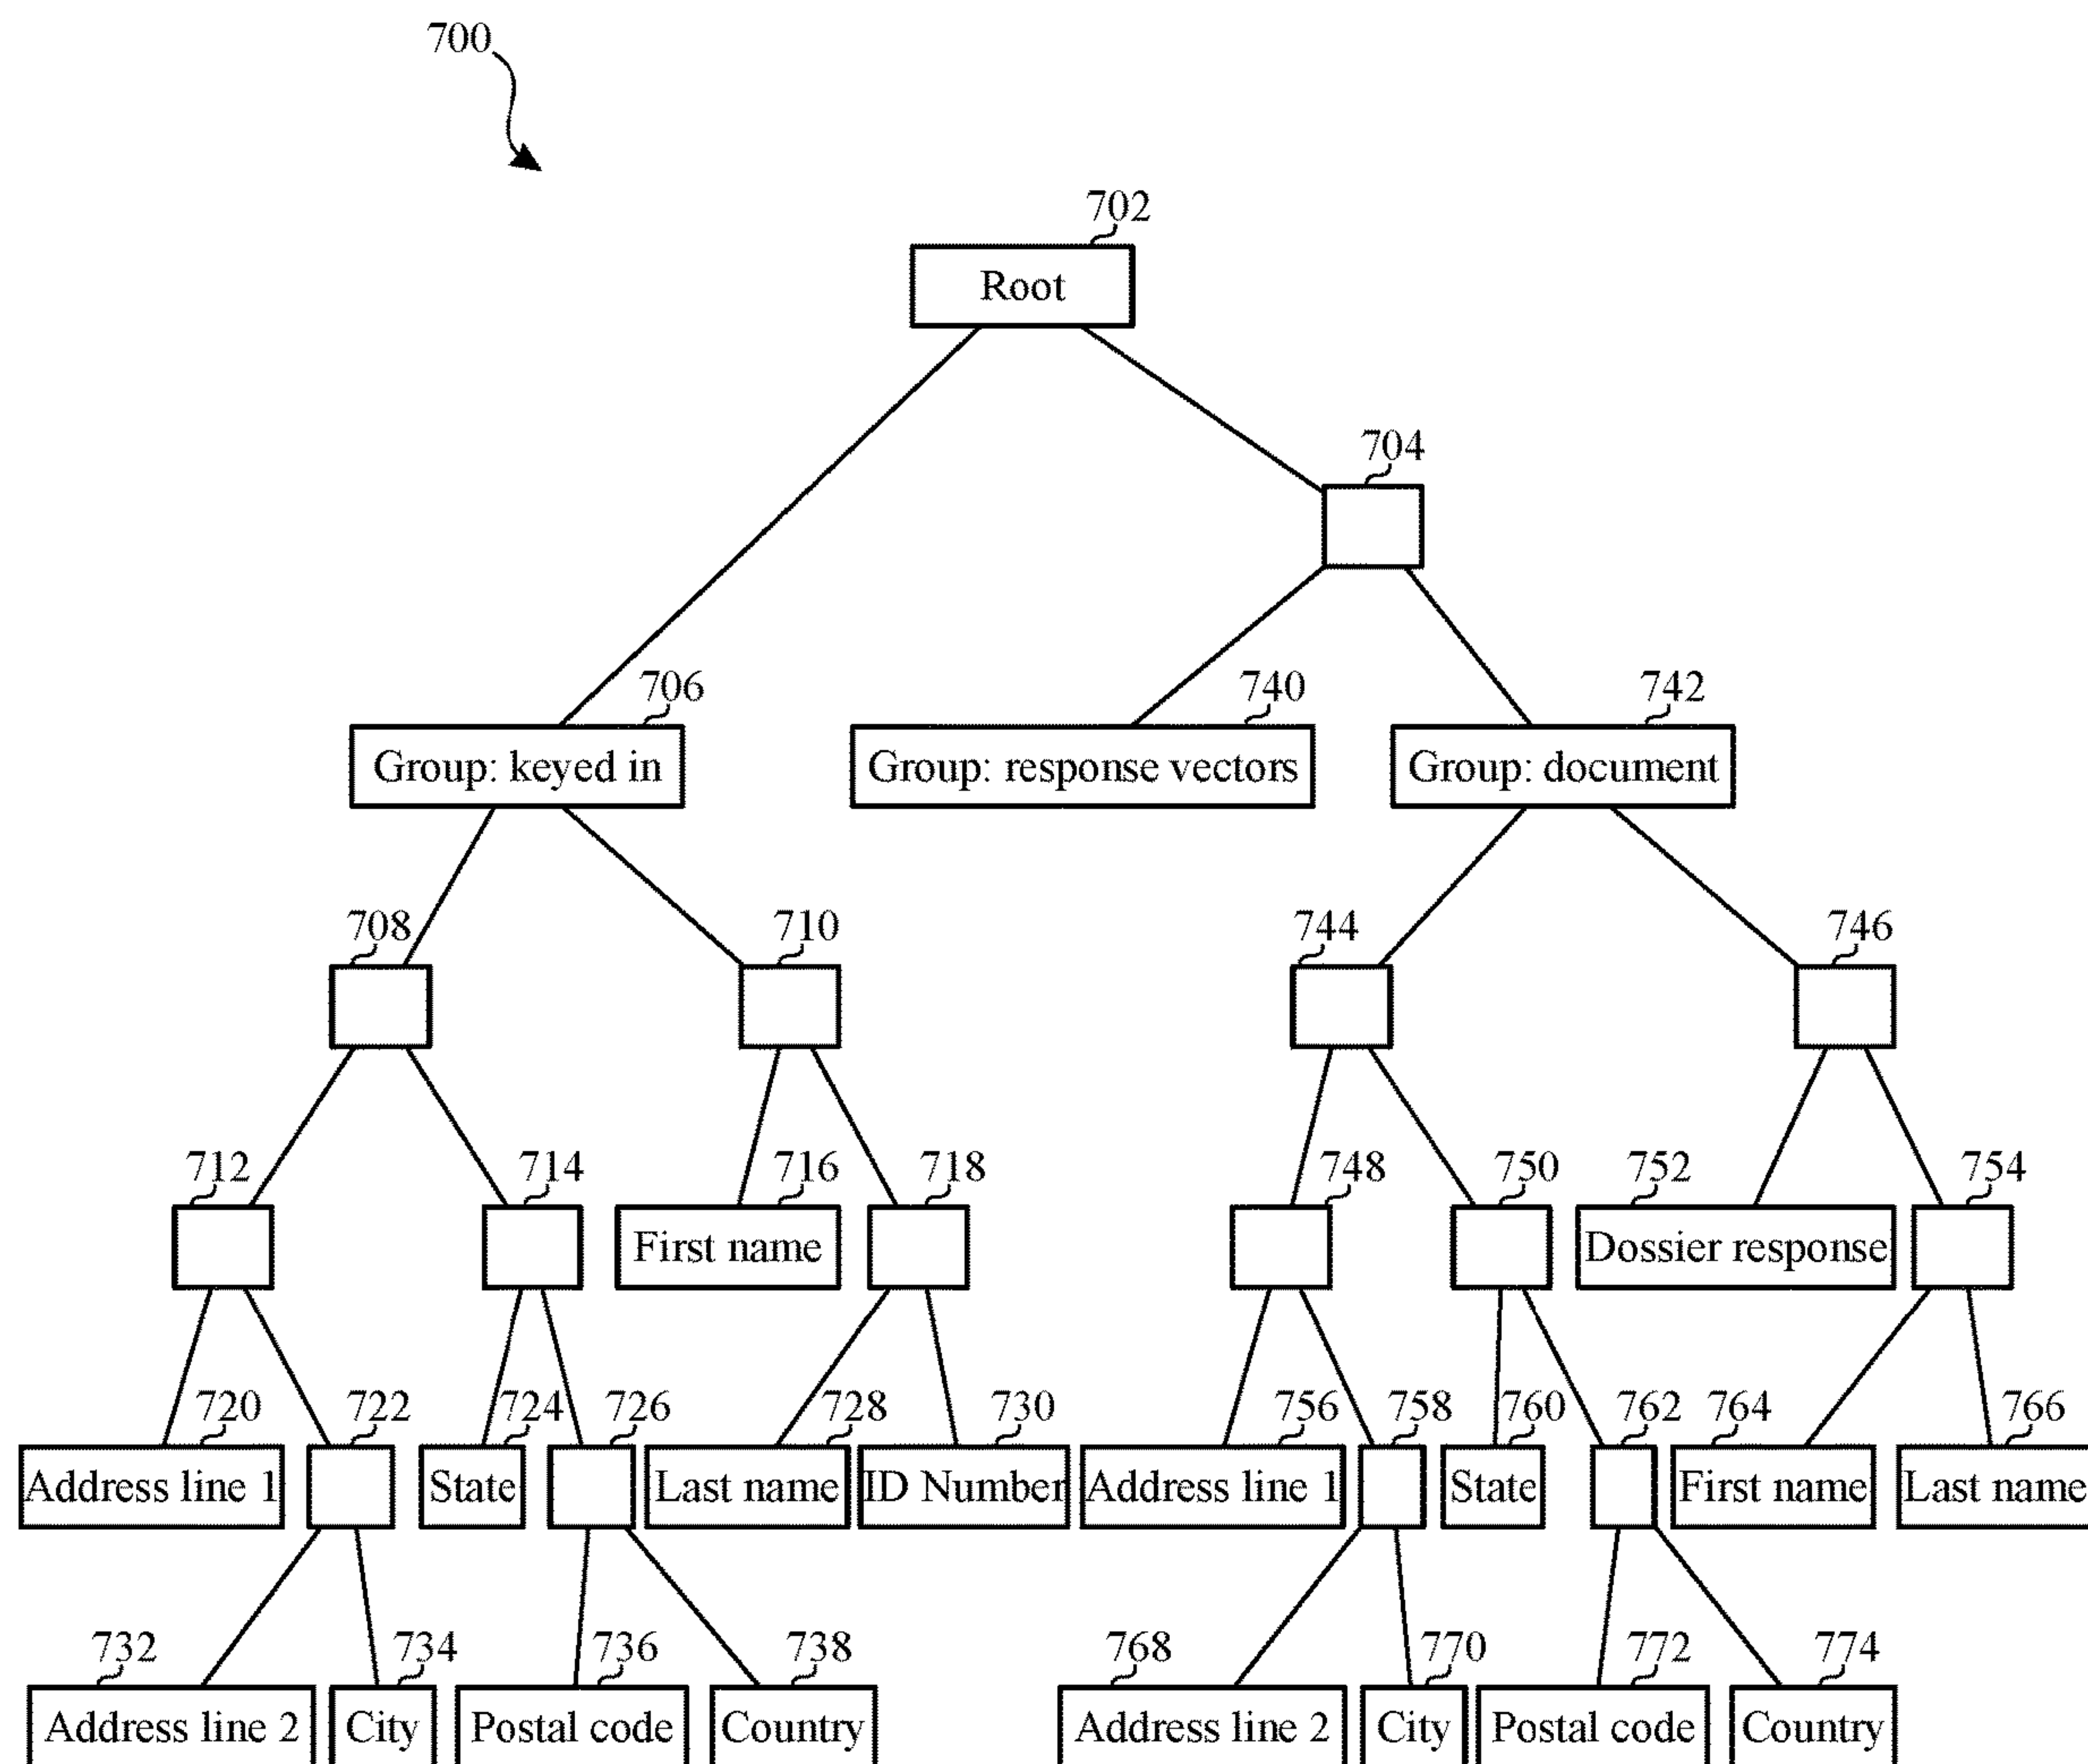 700
702
Root
704
706 740 742
Group: keyed in Group: response vectors Group: document
708 710 744 746
712 714 716 718 748 750 752 754
First name Dossier response
720 722 724 726 728 730 756 758 760 762 764 766
Address line 1 State Last name ID Number Address line 1 State First name Last name
732 734 736 738 768 770 772 774
Address line 2 City Postal code Country Address line 2 City Postal code Country